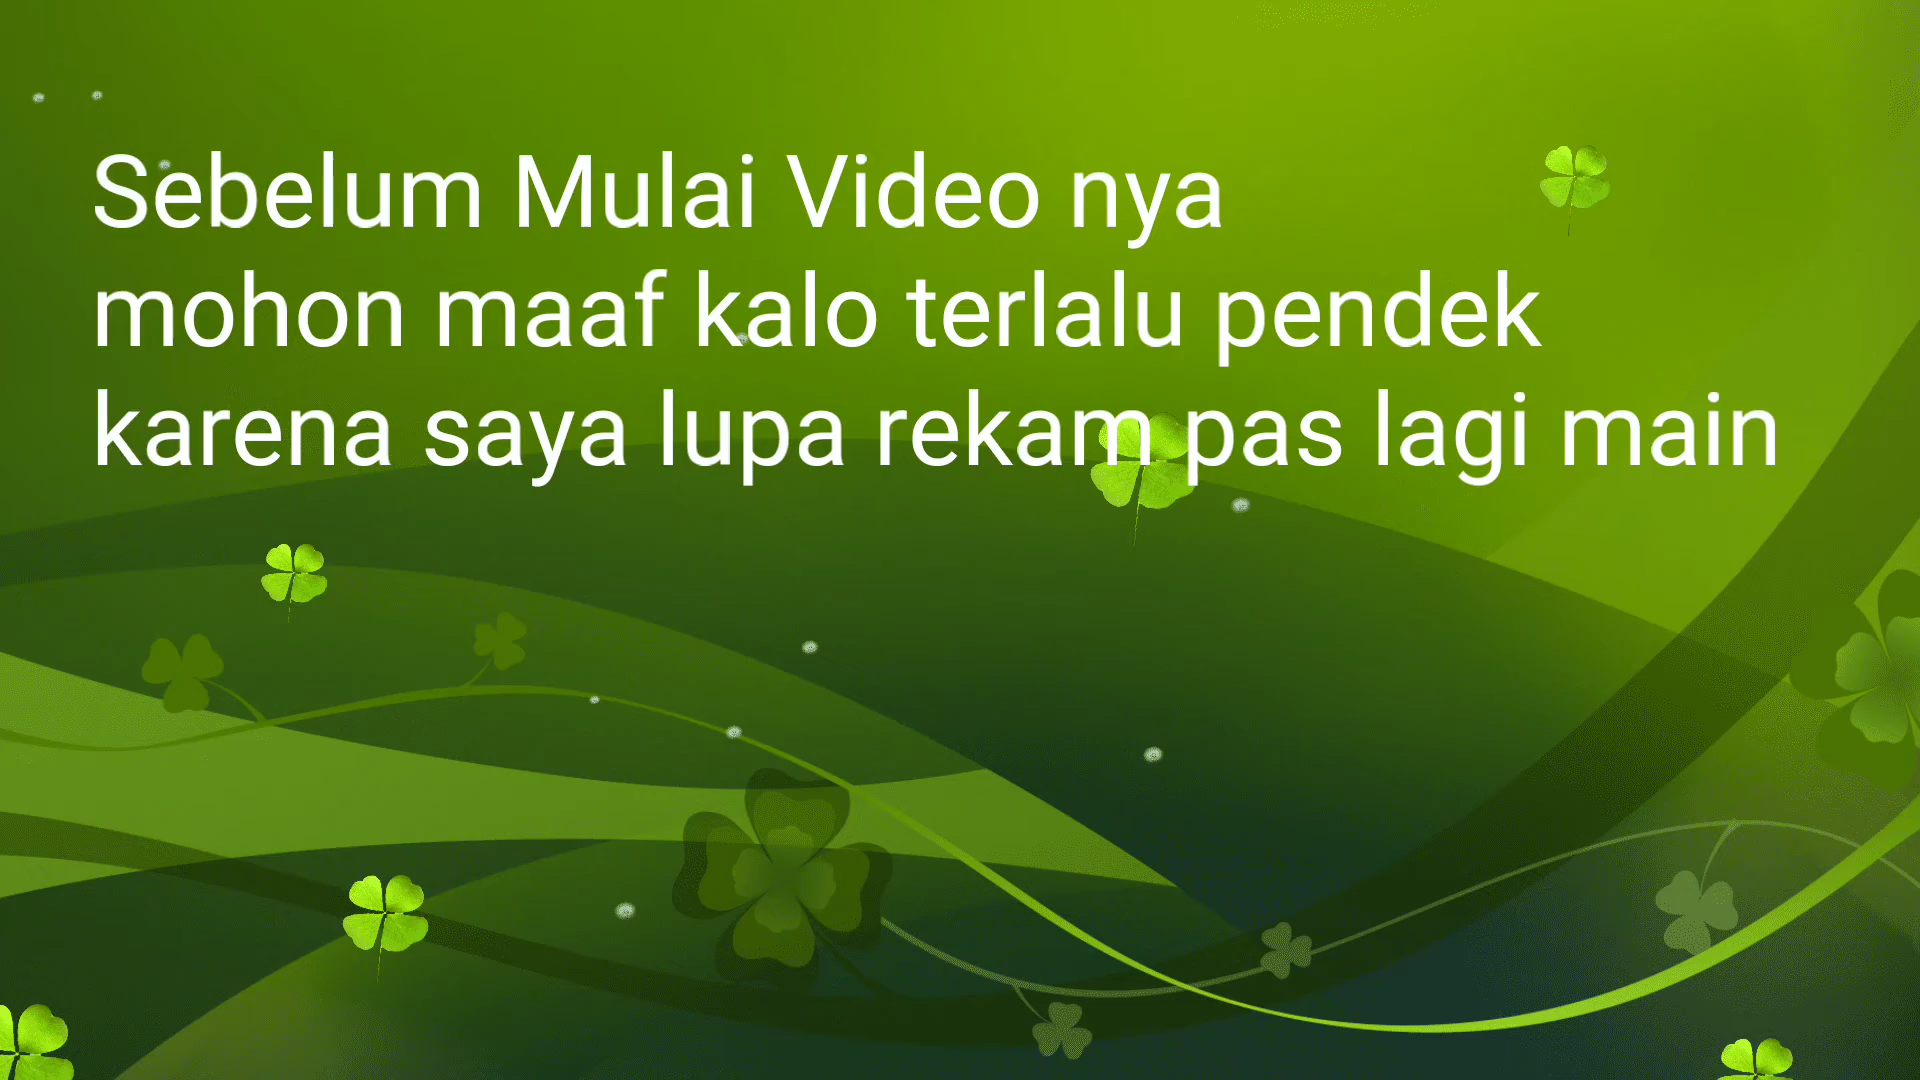 Sebelum Mulai Video nya
mohon maaf kalo terlalu pendek
karena saya lupa rekam pas lagi main